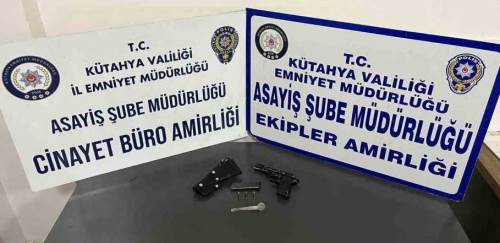 T.C.
KÜTAHYA VALİLİĞİ
İL EMNİYET MÜDÜRLÜĞÜ
ASAYİŞ ŞUBE MÜDÜRLÜĞÜ
CİNAYET BÜRO AMİRLİĞİ
POLİS
T.C.
KÜTAHYA VALİLİĞİ
EMNİYET MÜDÜRLÜĞÜ
ASAYİŞ ŞUBE MÜDÜRLÜĞÜ
EKİPLER AMİRLİĞİ
POLİS